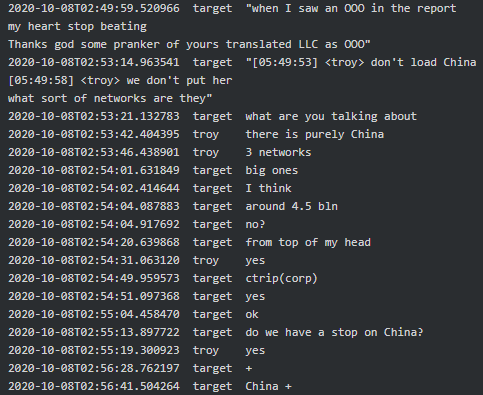 2020-10-08T02:49:59.520966 target "when I saw an OOO in the report
my heart stop beating
Thanks god some pranker of yours translated LLC as OOO"
2020-10-08T02:53:14.963541 target "[05:49:53] <troy> don't load China
[05:49:58] <troy> we don't put her
what sort of networks are they"
2020-10-08T02:53:21.132783 target what are you talking about
2020-10-08T02:53:42.404395 troy there is purely China
2020-10-08T02:53:46.438901 troy 3 networks
2020-10-08T02:54:01.631849 target big ones
2020-10-08T02:54:02.414644 target I think
2020-10-08T02:54:04.087883 target around 4.5 bln
2020-10-08T02:54:04.917692 target no?
2020-10-08T02:54:20.639868 target from top of my head
2020-10-08T02:54:31.063120 troy yes
2020-10-08T02:54:49.959573 target ctrip(corp)
2020-10-08T02:54:51.097368 target yes
2020-10-08T02:55:04.458470 target ok
2020-10-08T02:55:13.897722 target do we have a stop on China?
2020-10-08T02:55:19.300923 troy yes
2020-10-08T02:56:28.762197 target +
2020-10-08T02:56:41.504264 target China +